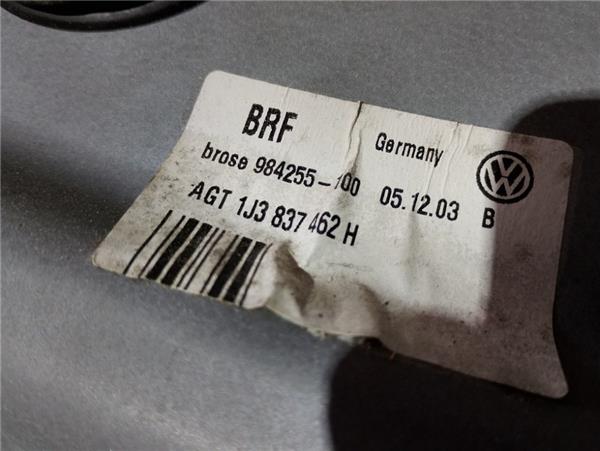 BRF Germany
brose 984255-100 05.12.03 B
AGT 1J3 837 462 H